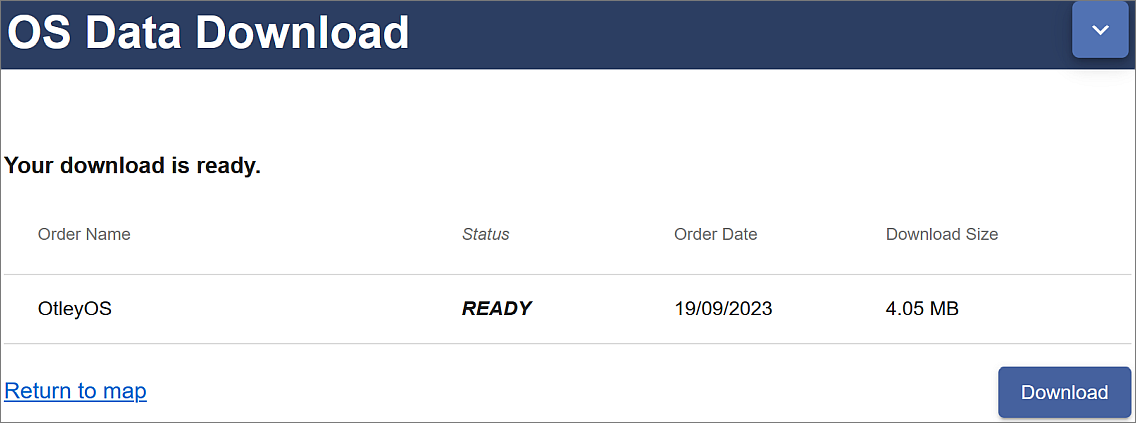 OS Data Download
Your download is ready.
Order Name Status Order Date Download Size
OtleyOS READY 19/09/2023 4.05 MB
Return to map Download